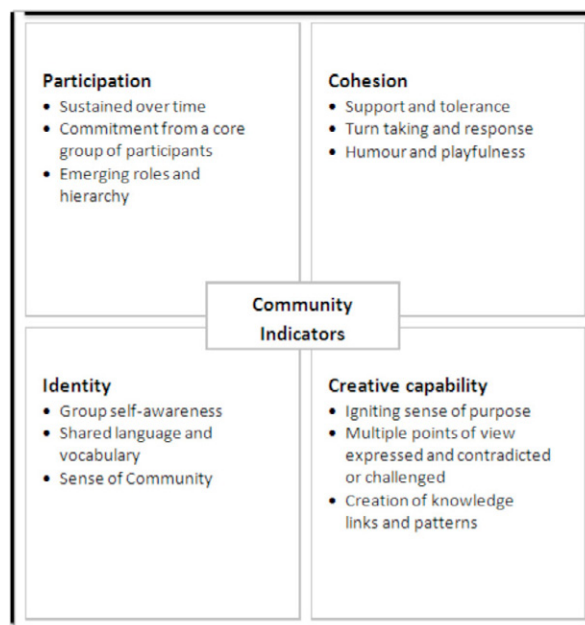 Participation
• Sustained over time
• Commitment from a core
group of participants
• Emerging roles and
hierarchy
Cohesion
• Support and tolerance
• Turn taking and response
• Humour and playfulness
Community
Indicators
Identity
• Group self-awareness
• Shared language and
vocabulary
• Sense of Community
Creative capability
• Igniting sense of purpose
• Multiple points of view
expressed and contradicted
or challenged
• Creation of knowledge
links and patterns